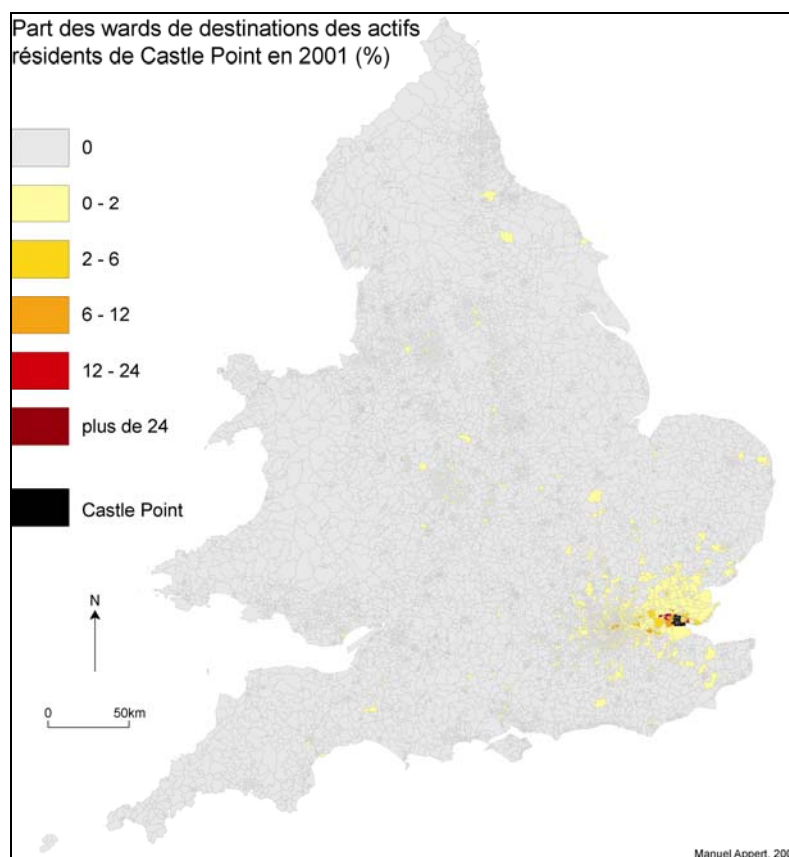 Part des wards de destinations des actifs
résidents de Castle Point en 2001 (%)
0
0 - 2
2 - 6
6 - 12
12 - 24
plus de 24
Castle Point
N
0 50km
Manuel Appert, 200